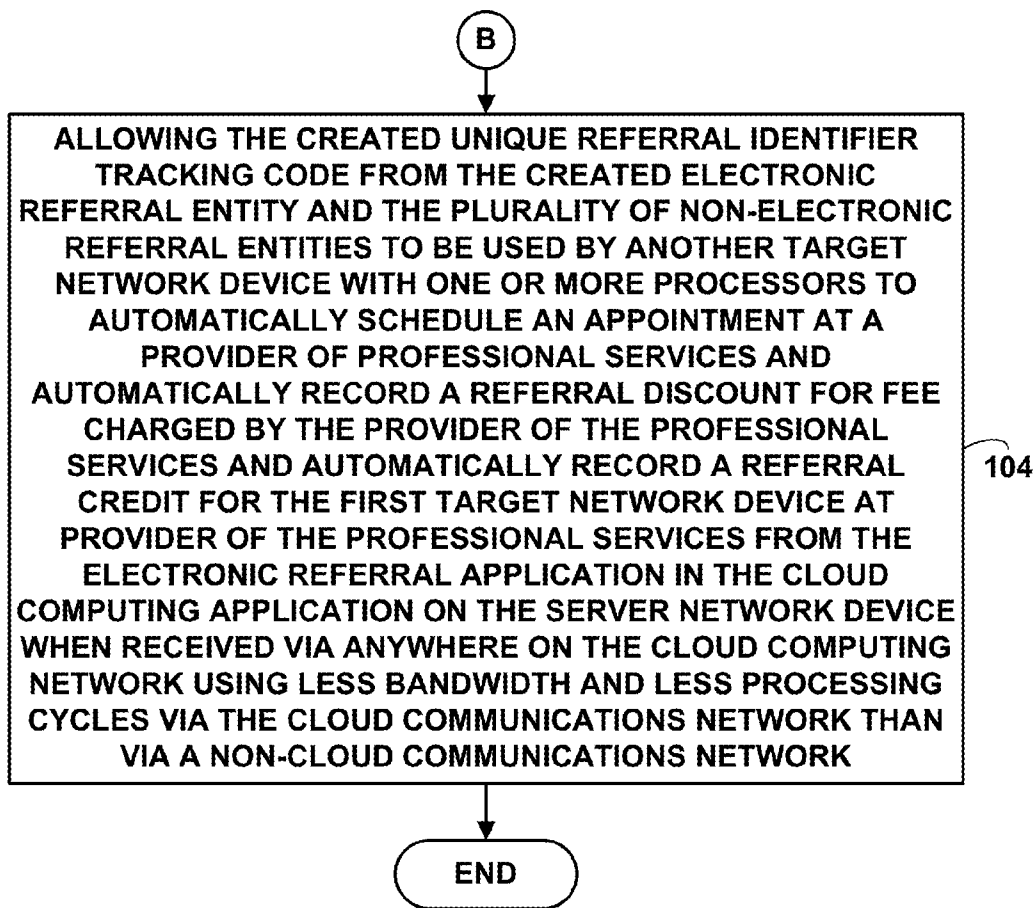 B
ALLOWING THE CREATED UNIQUE REFERRAL IDENTIFIER
TRACKING CODE FROM THE CREATED ELECTRONIC
REFERRAL ENTITY AND THE PLURALITY OF NON-ELECTRONIC
REFERRAL ENTITIES TO BE USED BY ANOTHER TARGET
NETWORK DEVICE WITH ONE OR MORE PROCESSORS TO
AUTOMATICALLY SCHEDULE AN APPOINTMENT AT A
PROVIDER OF PROFESSIONAL SERVICES AND
AUTOMATICALLY RECORD A REFERRAL DISCOUNT FOR FEE
CHARGED BY THE PROVIDER OF THE PROFESSIONAL
SERVICES AND AUTOMATICALLY RECORD A REFERRAL
CREDIT FOR THE FIRST TARGET NETWORK DEVICE AT
PROVIDER OF THE PROFESSIONAL SERVICES FROM THE
ELECTRONIC REFERRAL APPLICATION IN THE CLOUD
COMPUTING APPLICATION ON THE SERVER NETWORK DEVICE
WHEN RECEIVED VIA ANYWHERE ON THE CLOUD COMPUTING
NETWORK USING LESS BANDWIDTH AND LESS PROCESSING
CYCLES VIA THE CLOUD COMMUNICATIONS NETWORK THAN
VIA A NON-CLOUD COMMUNICATIONS NETWORK
104
END